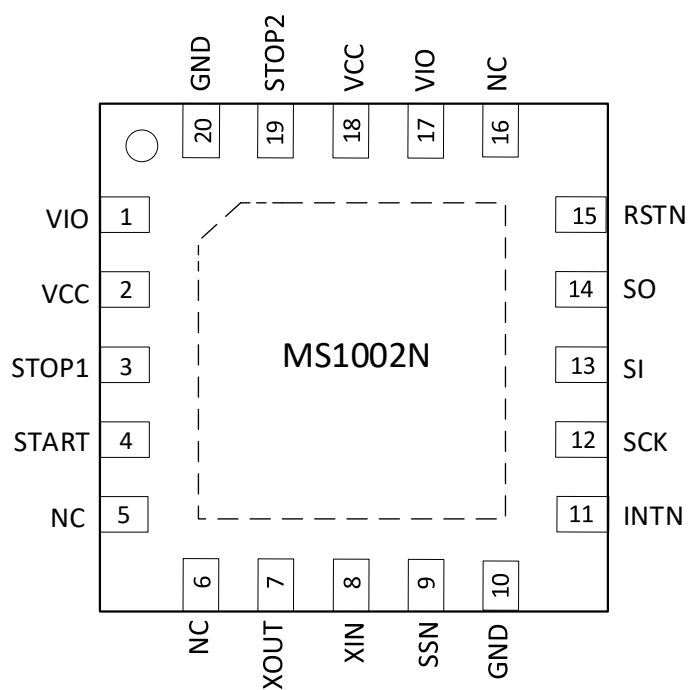 GND STOP2 VCC VIO NC
20 19 18 17 16
VIO 1 15 RSTN
VCC 2 14 SO
STOP1 3 MS1002N 13 SI
START 4 12 SCK
NC 5 11 INTN
6 7 8 9 10
NC XOUT XIN SSN GND